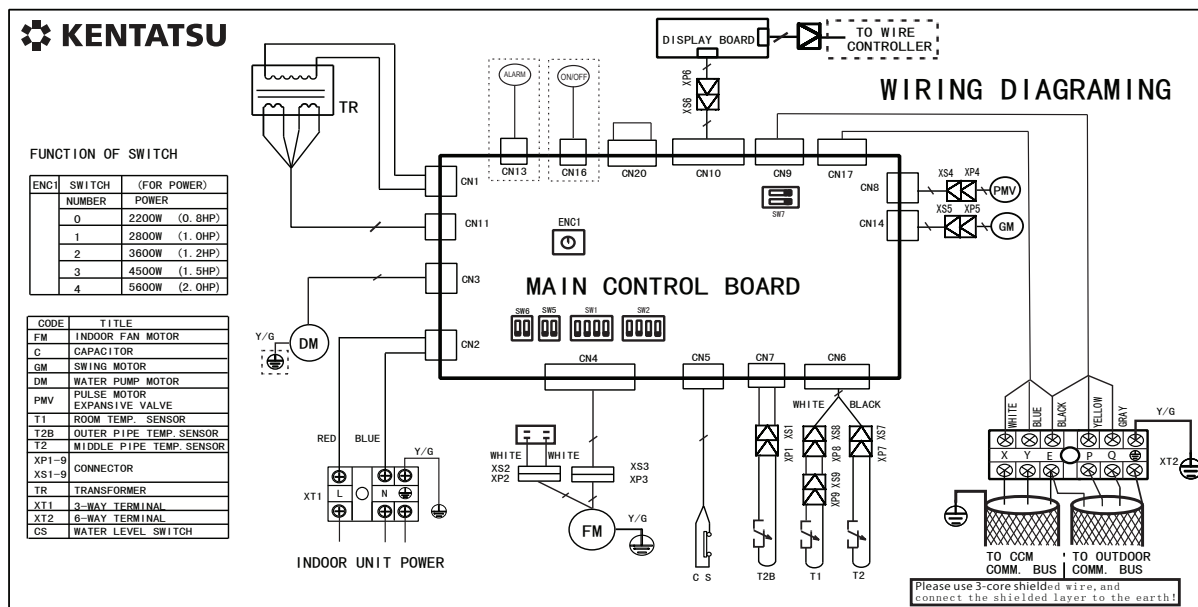 KENTATSU
WIRING DIAGRAMING
DISPLAY BOARD
TO WIRE
CONTROLLER
XP6
XS6
ALARM
ON/OFF
TR
CN13
CN16
CN20
CN10
CN9
CN17
CN1
CN11
CN3
CN2
CN8
CN14
XS4 XP4
PMV
XS5 XP5
GM
SW7
ENC1
MAIN CONTROL BOARD
SW6
SW5
SW1
SW2
CN4
CN5
CN7
CN6
FUNCTION OF SWITCH
ENC1 SWITCH (FOR POWER)
NUMBER POWER
0 2200W (0.8HP)
1 2800W (1.0HP)
2 3600W (1.2HP)
3 4500W (1.5HP)
4 5600W (2.0HP)
CODE TITLE
FM INDOOR FAN MOTOR
C CAPACITOR
GM SWING MOTOR
DM WATER PUMP MOTOR
PMV PULSE MOTOR
EXPANSIVE VALVE
T1 ROOM TEMP. SENSOR
T2B OUTER PIPE TEMP.SENSOR
T2 MIDDLE PIPE TEMP.SENSOR
XP1-9
XS1-9 CONNECTOR
TR TRANSFORMER
XT1 3-WAY TERMINAL
XT2 6-WAY TERMINAL
CS WATER LEVEL SWITCH
Y/G
DM
RED
BLUE
Y/G
XT1
L
N
INDOOR UNIT POWER
WHITE
WHITE
XS2
XP2
XS3
XP3
FM
Y/G
C S
XP1 XS1
T2B
WHITE
BLACK
XP8 XS8
XP9 XS9
T1
XP7 XS7
T2
WHITE
BLUE
BLACK
YELLOW
GRAY
Y/G
X Y E P Q
XT2
TO CCM
COMM. BUS
TO OUTDOOR
COMM. BUS
Please use 3-core shielded wire, and
connect the shielded layer to the earth!